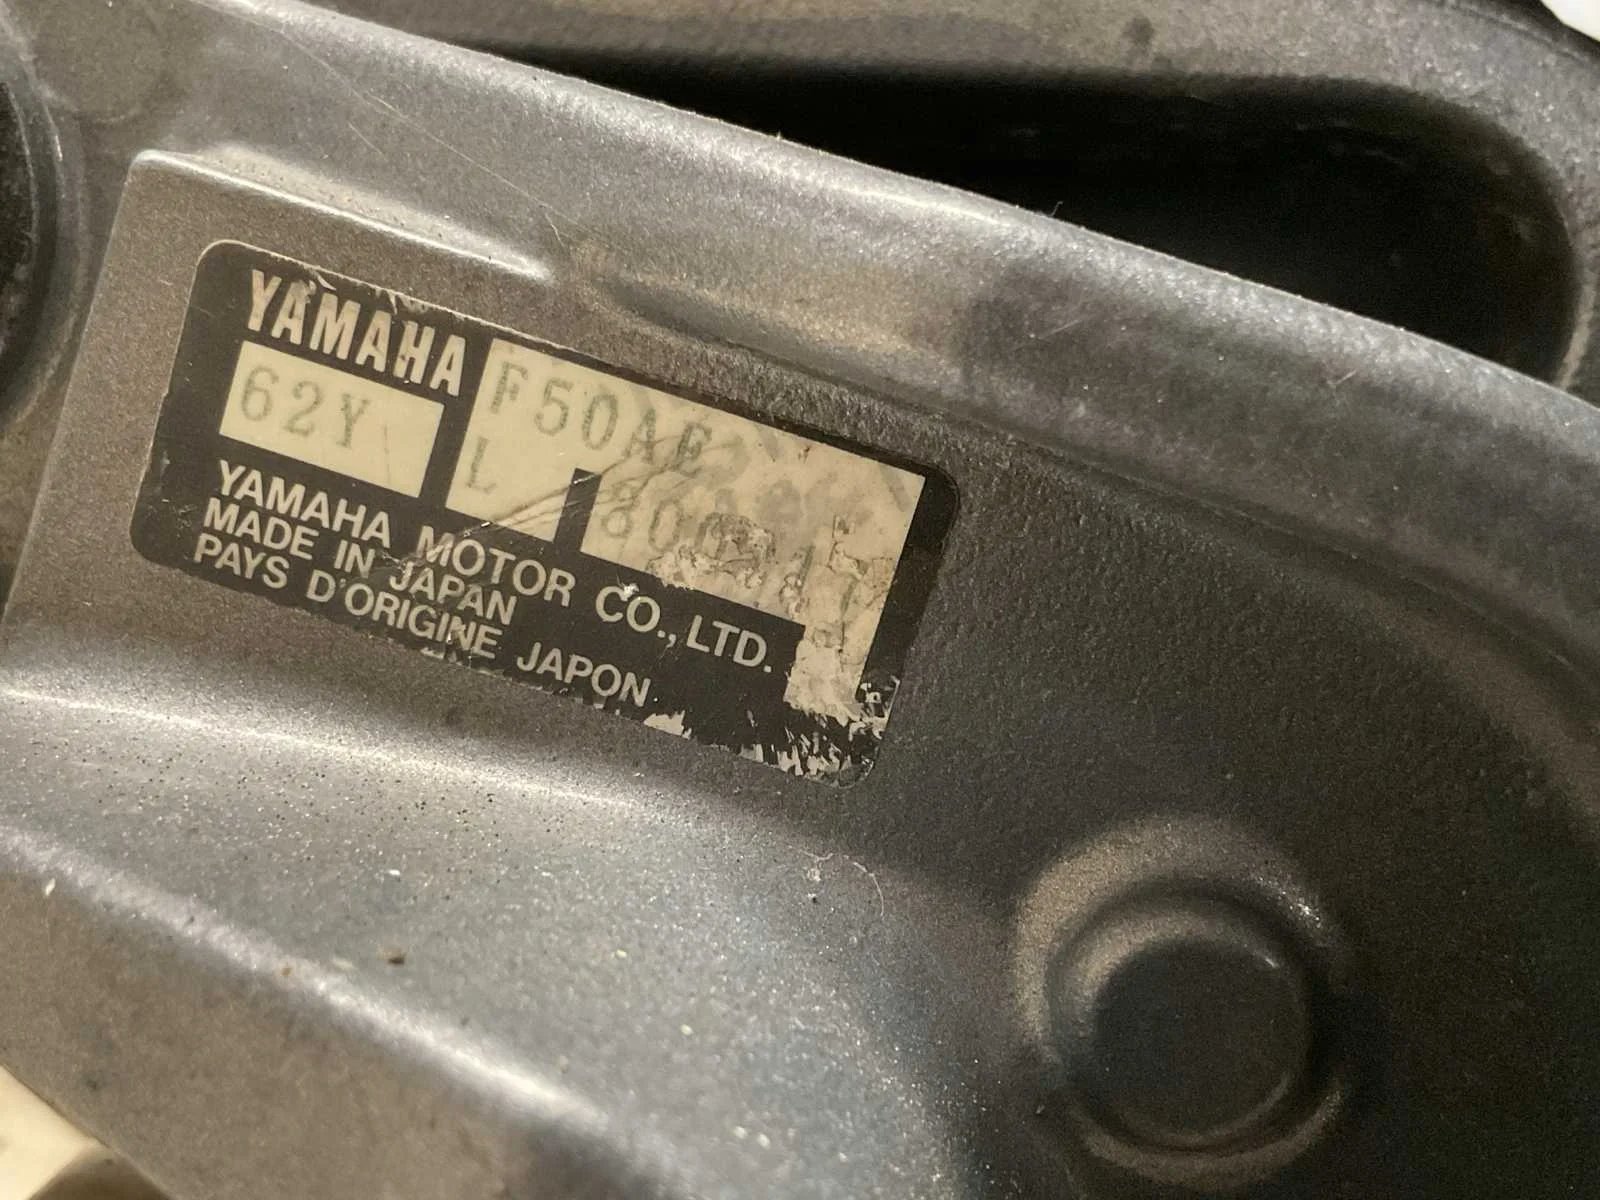 YAMAHA
62Y
F50AE
L
YAMAHA MOTOR CO., LTD.
MADE IN JAPAN
PAYS D'ORIGINE JAPON